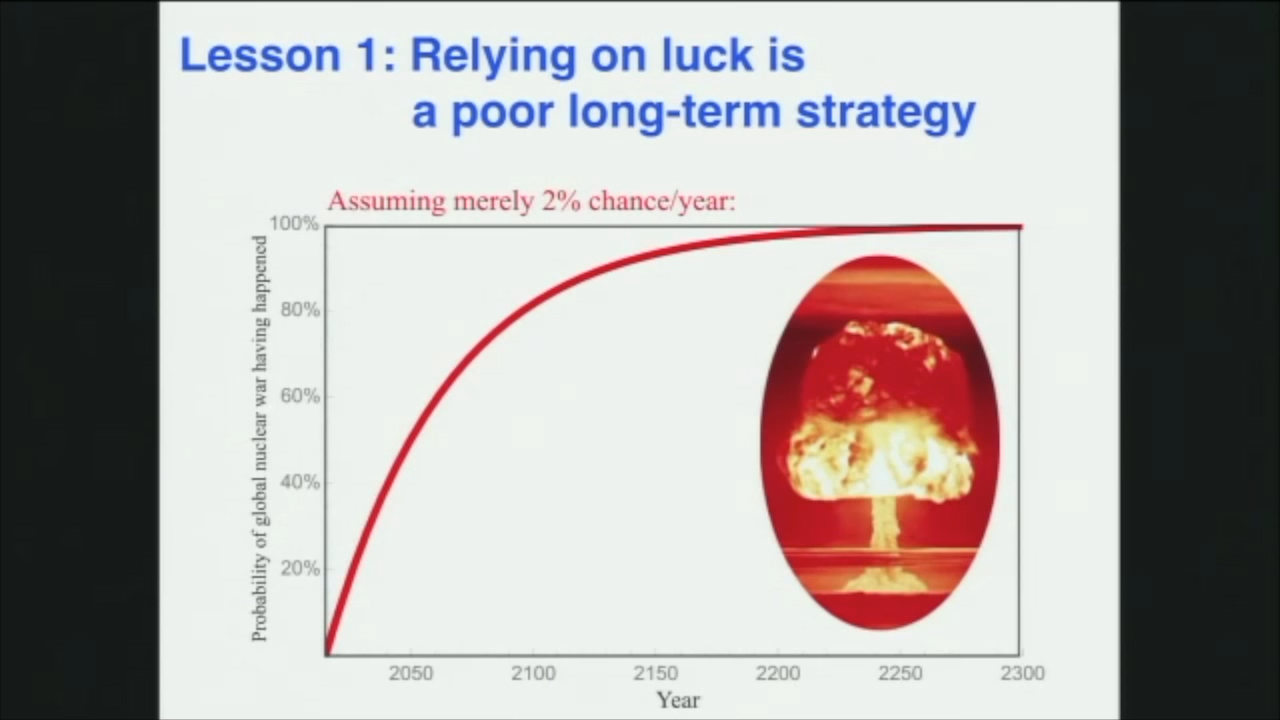 Lesson 1: Relying on luck is
a poor long-term strategy
Assuming merely 2% chance/year:
100%
80%
60%
40%
20%
Probability of global nuclear war having happened
2050 2100 2150 2200 2250 2300
Year